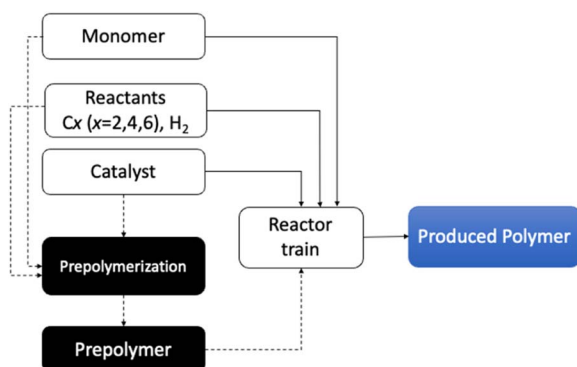 Monomer
Reactants
Cx (x=2,4,6), H₂
Catalyst
Reactor
train
Produced Polymer
Prepolymerization
Prepolymer